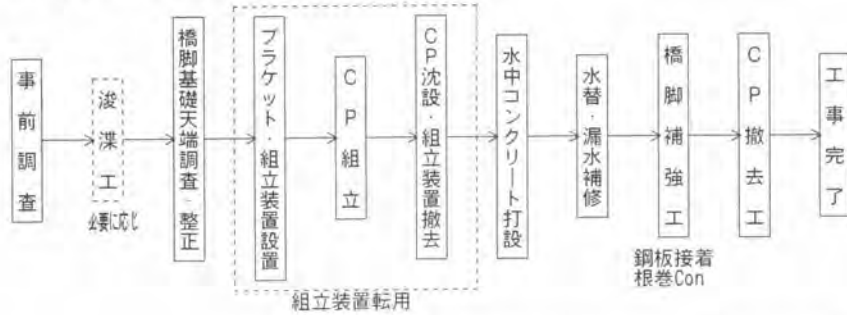 事前調査
浚渫工
必要に応じ
橋脚基礎天端調査・整正
ブラケット・組立装置設置
CP組立
CP沈設・組立装置撤去
組立装置転用
水中コンクリート打設
水替・漏水補修
橋脚補強工
鋼板接着
根巻Con
CP撤去工
工事完了